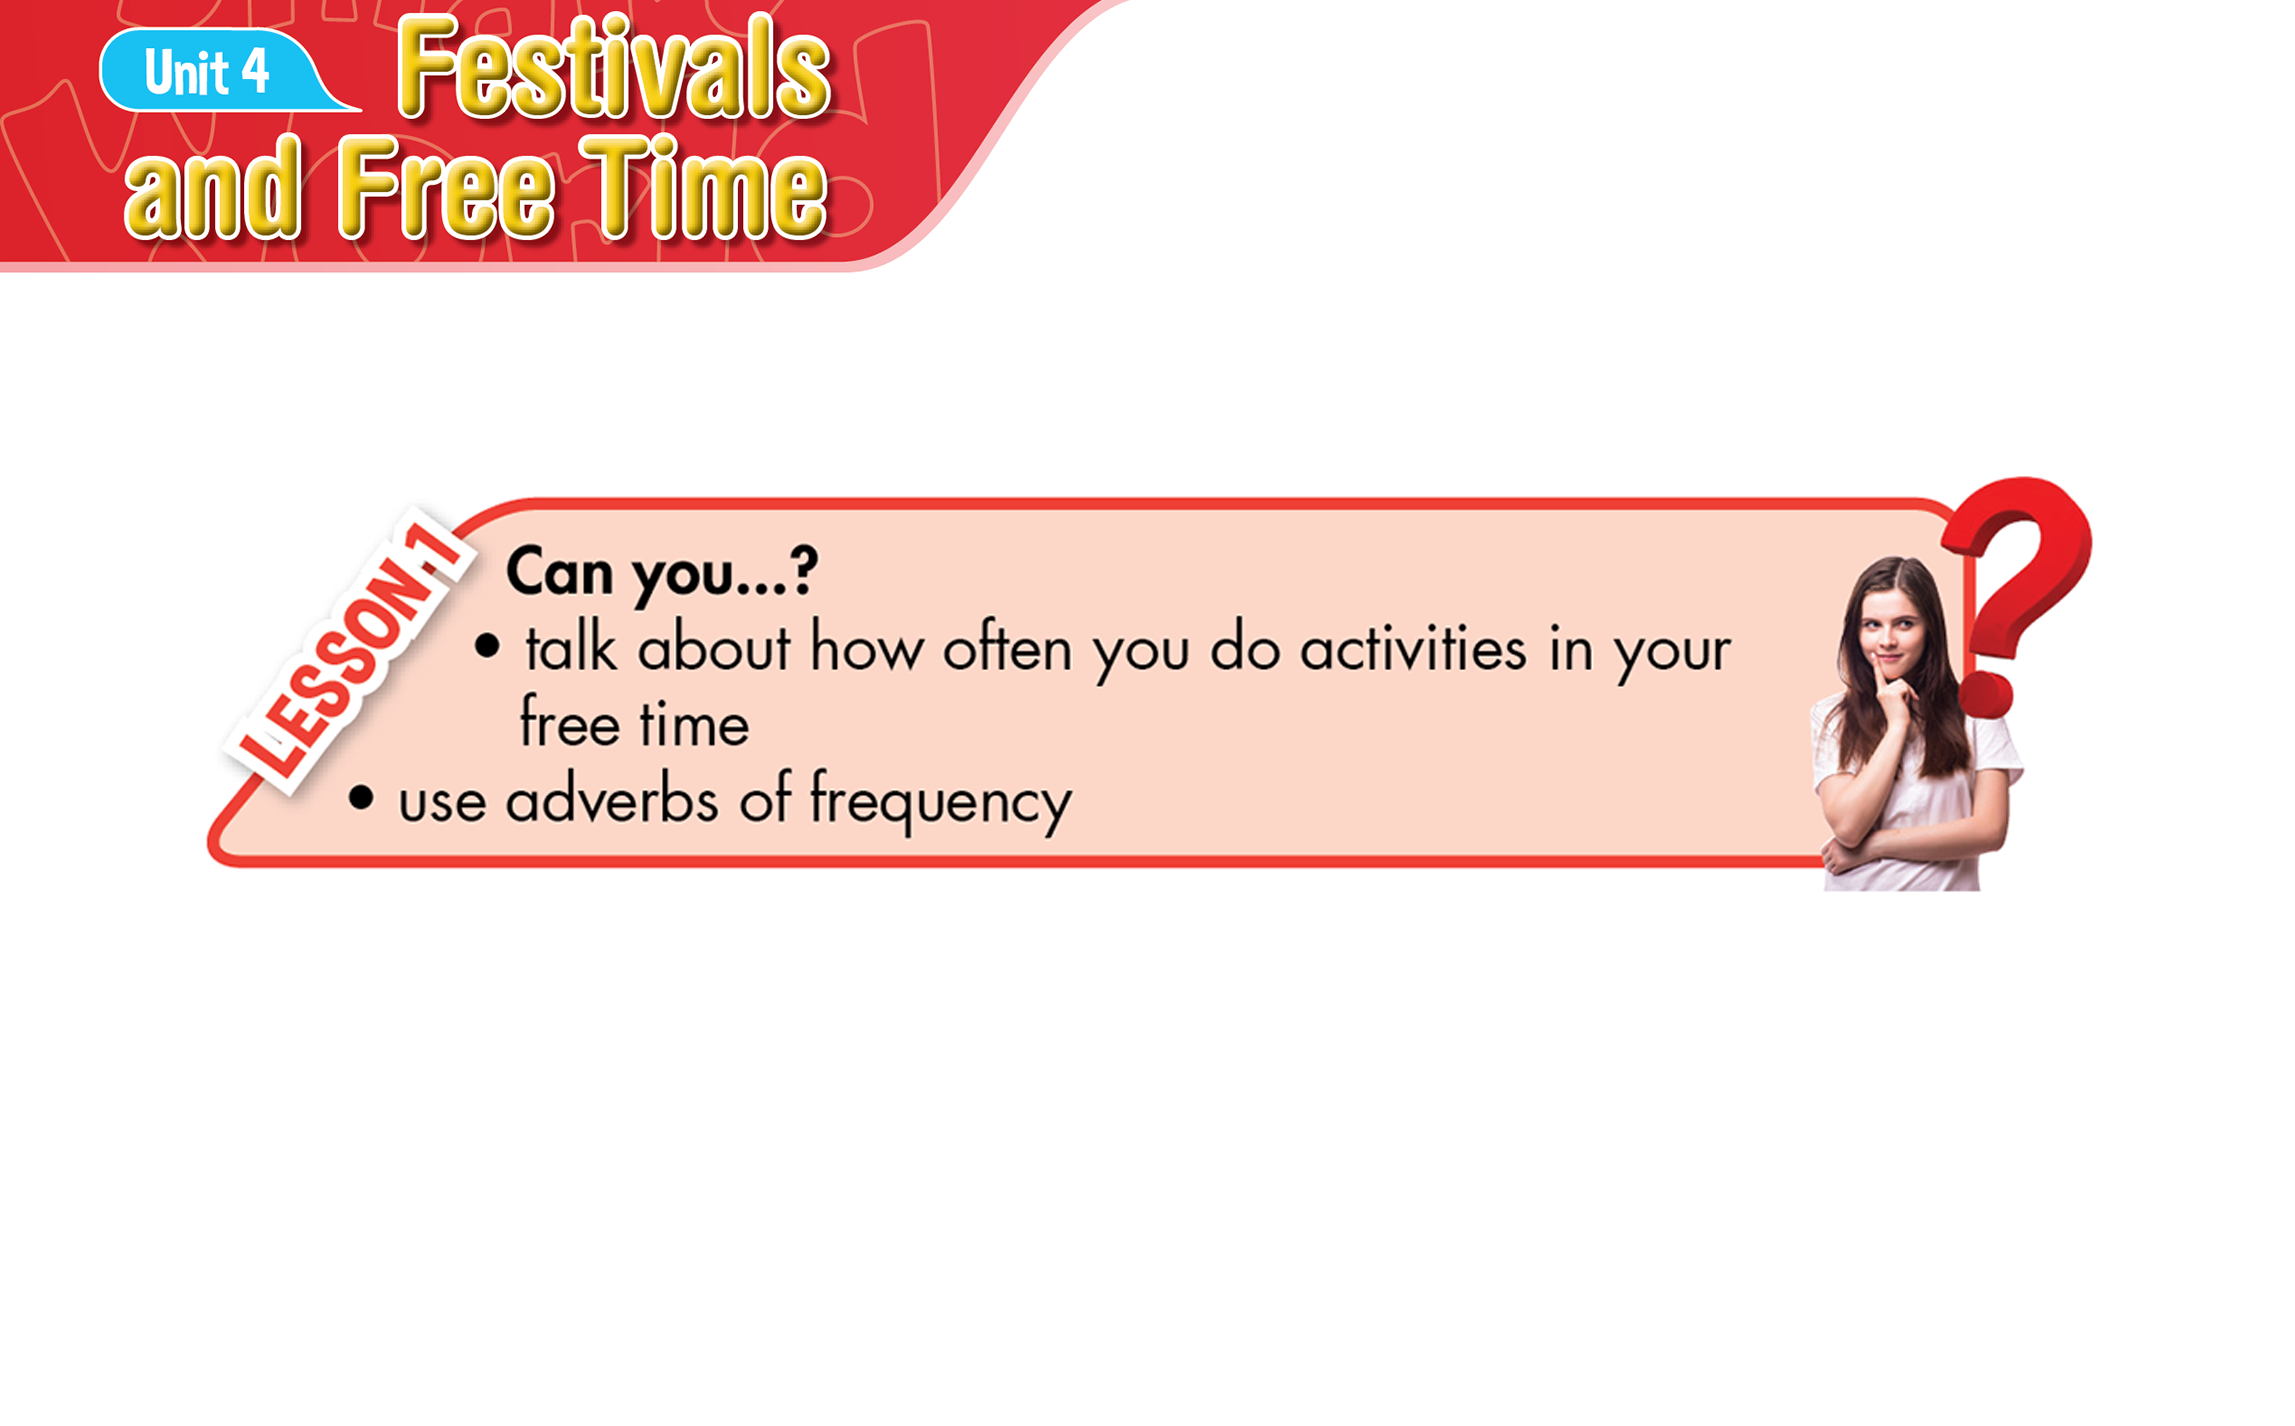 Unit 4 Festivals
and Free Time
LESSON 1
Can you...?
• talk about how often you do activities in your
free time
• use adverbs of frequency